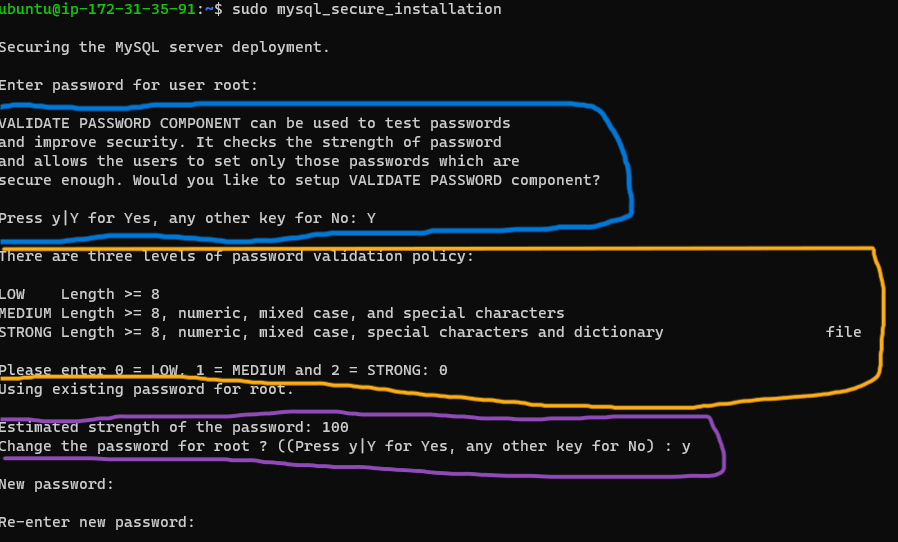 ubuntu@ip-172-31-35-91:~$ sudo mysql_secure_installation
Securing the MySQL server deployment.
Enter password for user root:
VALIDATE PASSWORD COMPONENT can be used to test passwords
and improve security. It checks the strength of password
and allows the users to set only those passwords which are
secure enough. Would you like to setup VALIDATE PASSWORD component?
Press y|Y for Yes, any other key for No: Y
There are three levels of password validation policy:
LOW    Length >= 8
MEDIUM Length >= 8, numeric, mixed case, and special characters
STRONG Length >= 8, numeric, mixed case, special characters and dictionary                  file
Please enter 0 = LOW, 1 = MEDIUM and 2 = STRONG: 0
Using existing password for root.
Estimated strength of the password: 100
Change the password for root ? ((Press y|Y for Yes, any other key for No) : y
New password:
Re-enter new password: